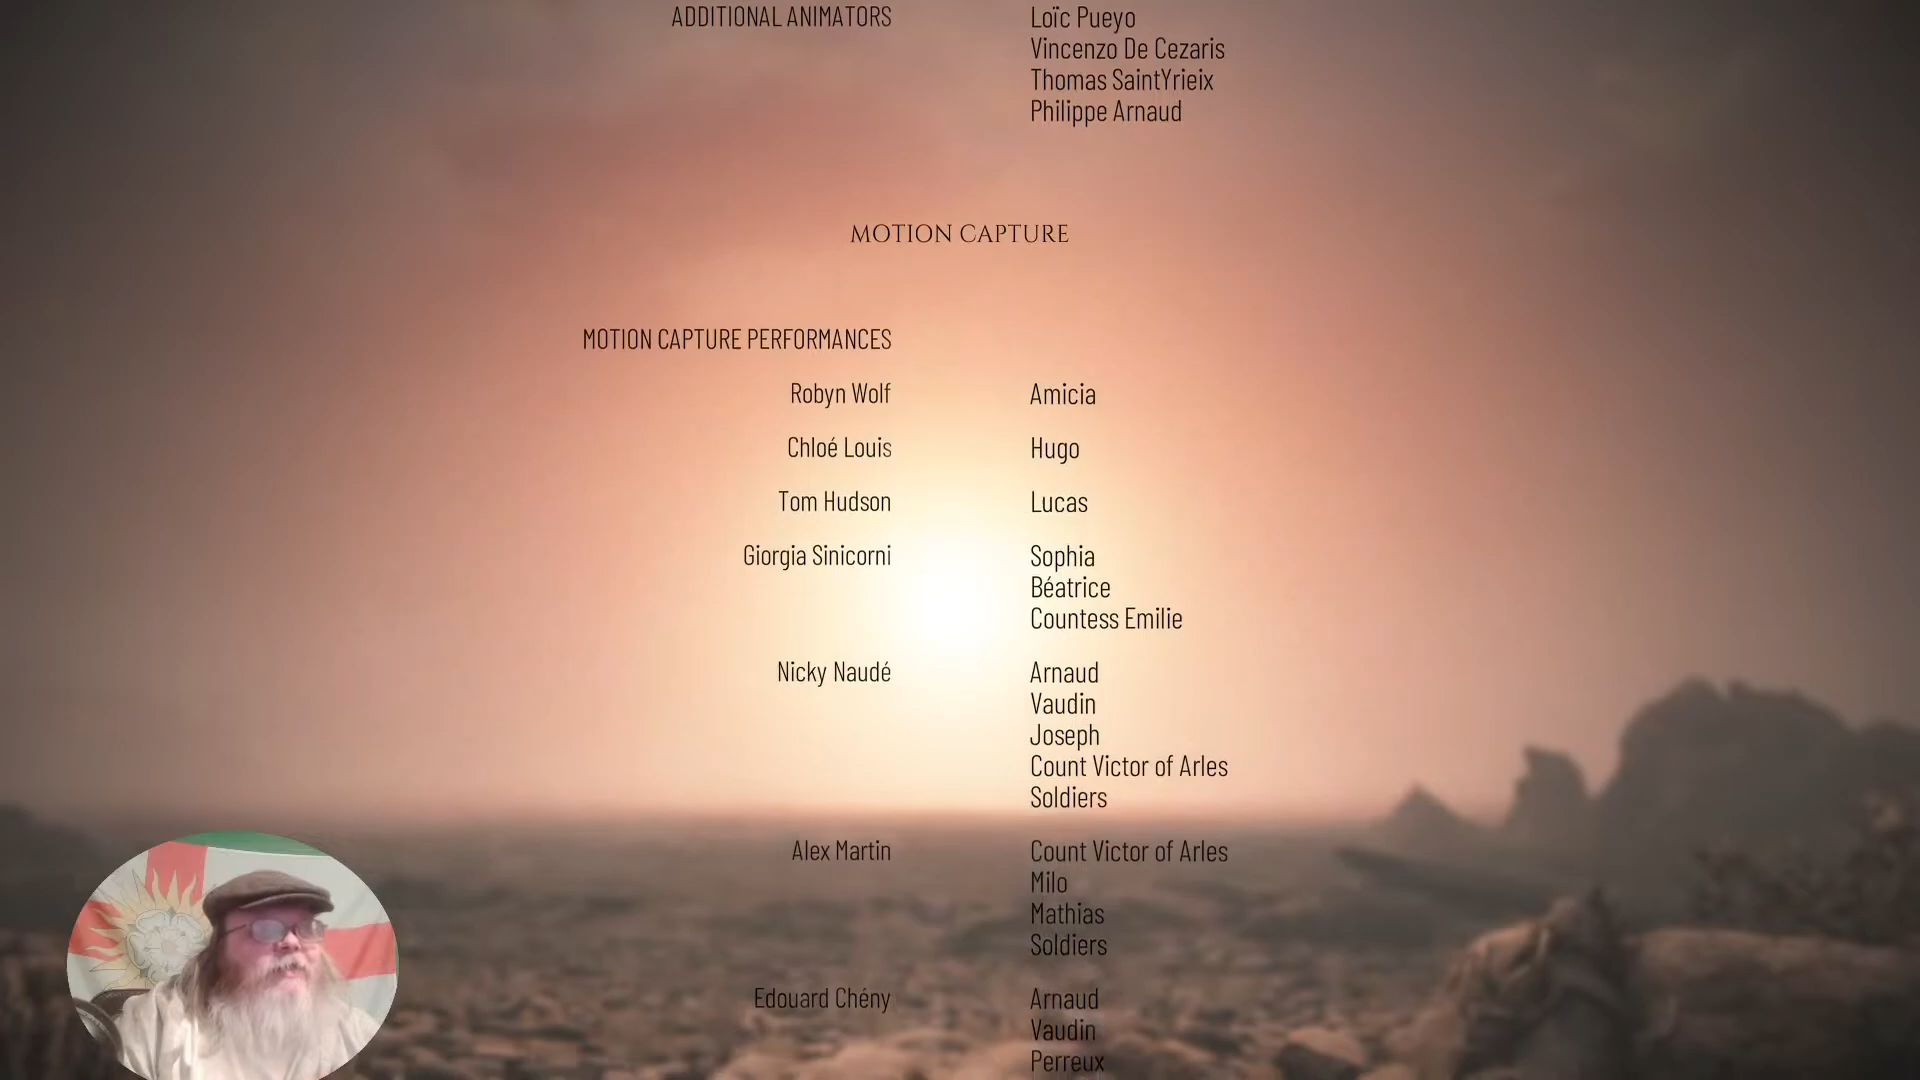 ADDITIONAL ANIMATORS Loïc Pueyo
Vincenzo De Cezaris
Thomas SaintYrieix
Philippe Arnaud
MOTION CAPTURE
MOTION CAPTURE PERFORMANCES
Robyn Wolf Amicia
Chloé Louis Hugo
Tom Hudson Lucas
Giorgia Sinicorni Sophia
Béatrice
Countess Emilie
Nicky Naudé Arnaud
Vaudin
Joseph
Count Victor of Arles
Soldiers
Alex Martin Count Victor of Arles
Milo
Mathias
Soldiers
Edouard Chény Arnaud
Vaudin
Perreux